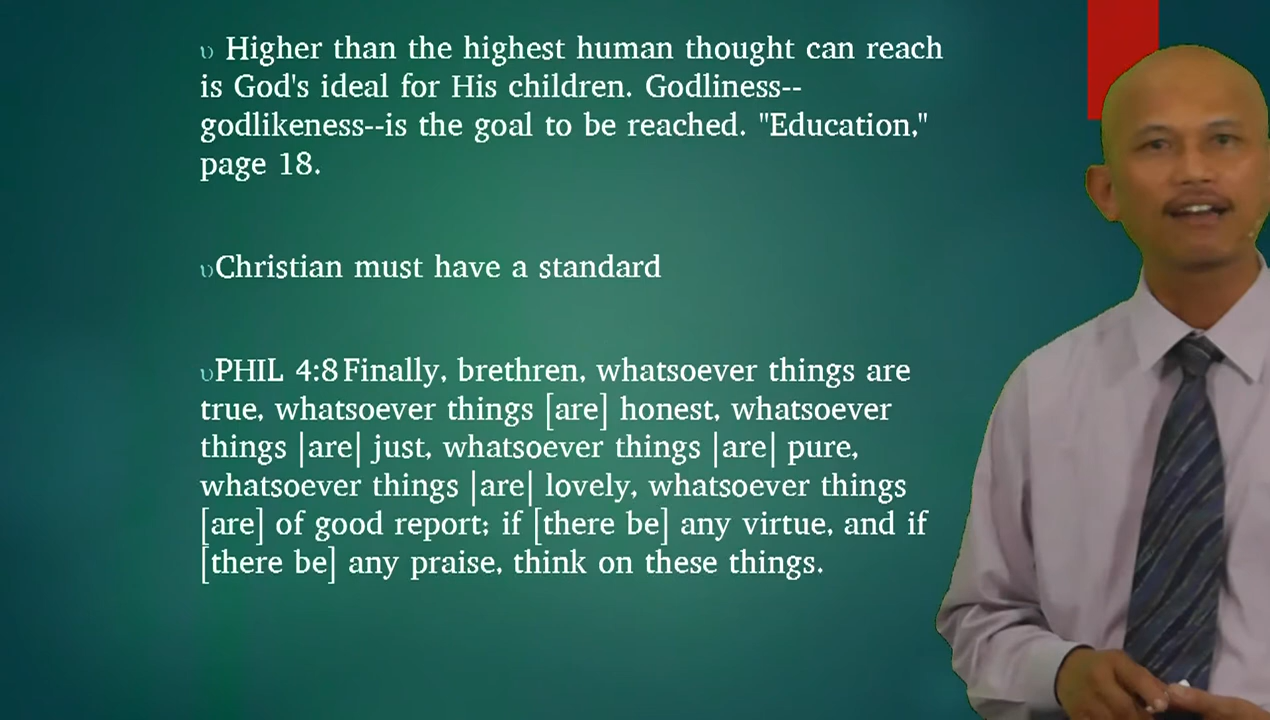 υ Higher than the highest human thought can reach
is God's ideal for His children. Godliness--
godlikeness--is the goal to be reached. "Education,"
page 18.
υChristian must have a standard
υPHIL 4:8 Finally, brethren, whatsoever things are
true, whatsoever things [are] honest, whatsoever
things [are] just, whatsoever things [are] pure,
whatsoever things [are] lovely, whatsoever things
[are] of good report; if [there be] any virtue, and if
[there be] any praise, think on these things.